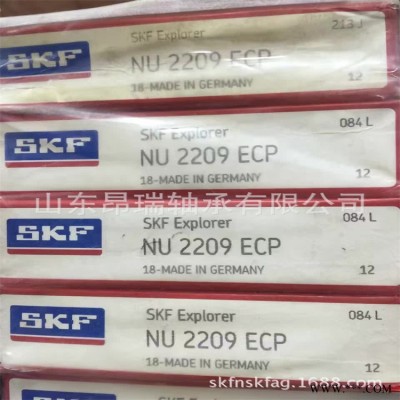 SKF
SKF Explorer
213 J
NU 2209 ECP
18-MADE IN GERMANY
12
SKF
SKF Explorer
084 L
NU 2209 ECP
18-MADE IN GERMANY
12
山东昂瑞轴承有限公司
SKF
SKF Explorer
084 L
NU 2209 ECP
18-MADE IN GERMANY
12
SKF
SKF Explorer
084 L
NU 2209 ECP
18-MADE IN GERMANY
12
skfnskfag.1688.com